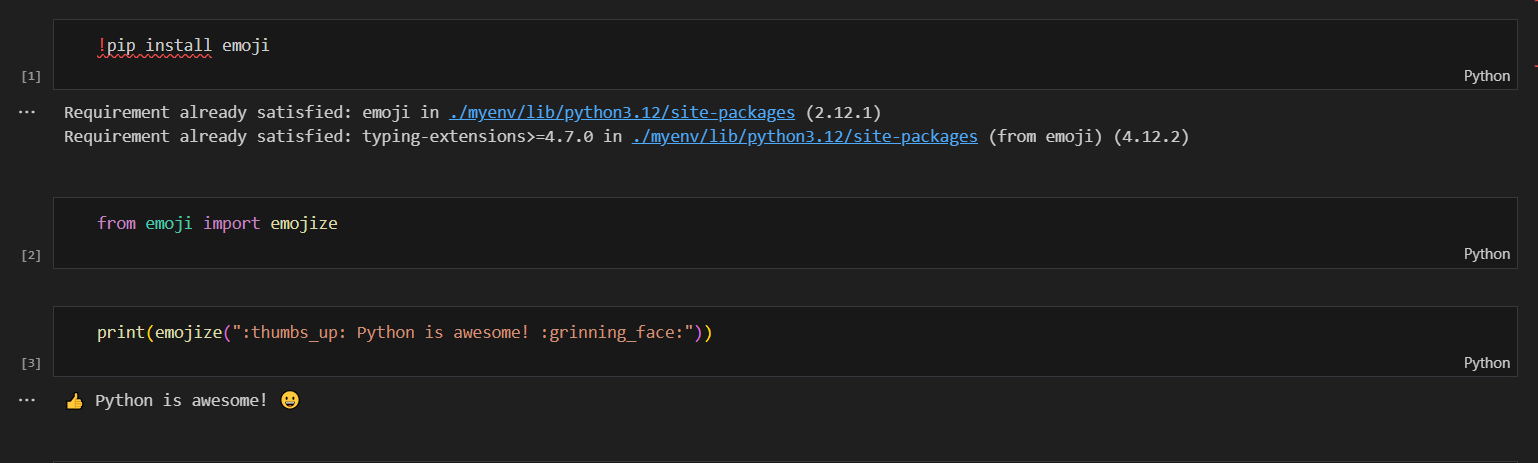 !pip install emoji
[1]
Python
Requirement already satisfied: emoji in ./myenv/lib/python3.12/site-packages (2.12.1)
Requirement already satisfied: typing-extensions>=4.7.0 in ./myenv/lib/python3.12/site-packages (from emoji) (4.12.2)
from emoji import emojize
[2]
Python
print(emojize(":thumbs_up: Python is awesome! :grinning_face:"))
[3]
Python
👍 Python is awesome! 😀